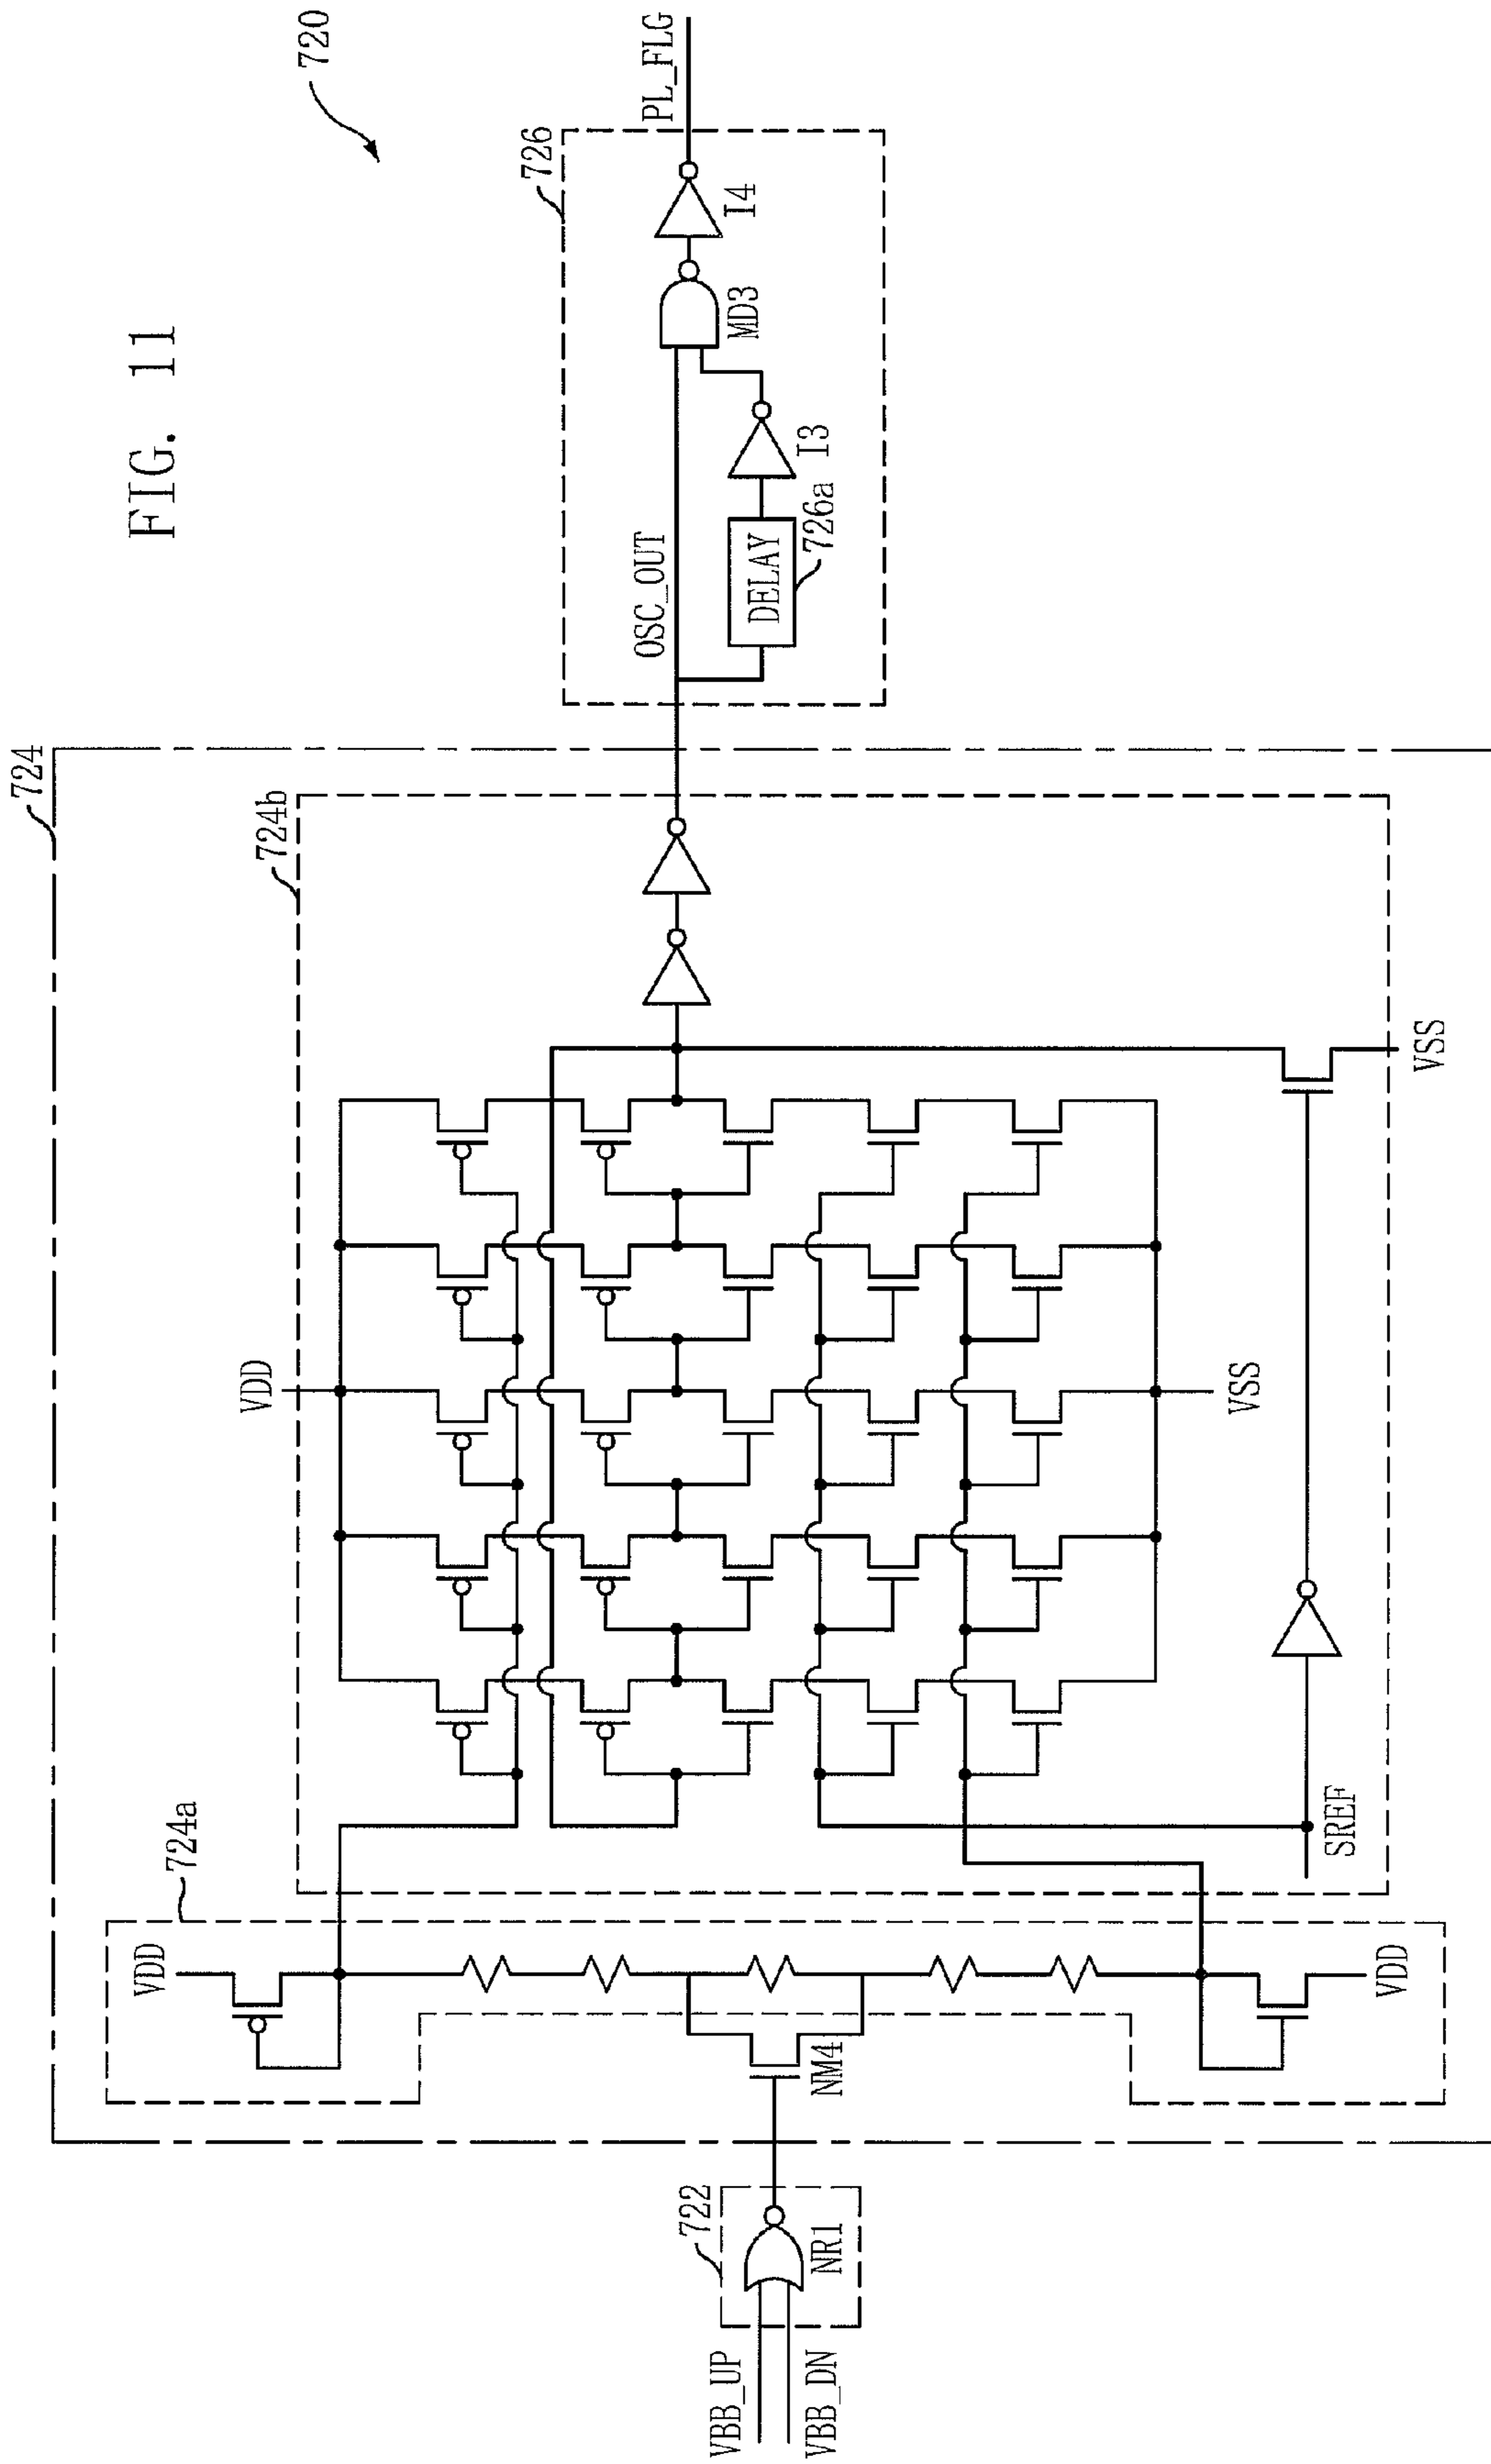 FIG. 11
720
724
724a
VDD
VDD
724b
VDD
VSS
VSS
SREF
722
VBB_UP
VBB_DN
NR1
NM4
726
OSC_OUT
DELAY
726a
I3
MD3
I4
PL_FLG